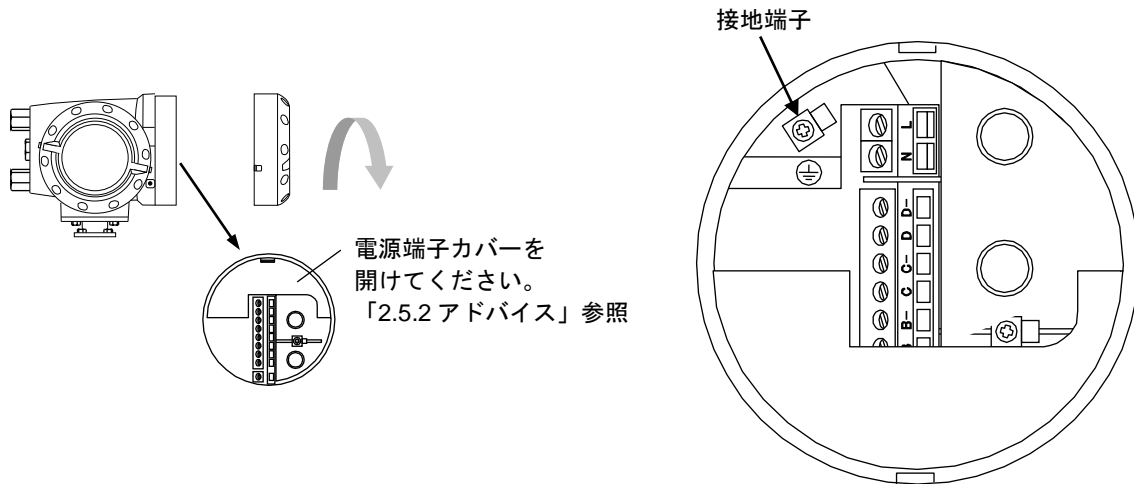 接地端子
電源端子カバーを
開けてください。
「2.5.2 アドバイス」参照
L
N
D-
D
C-
C
B-